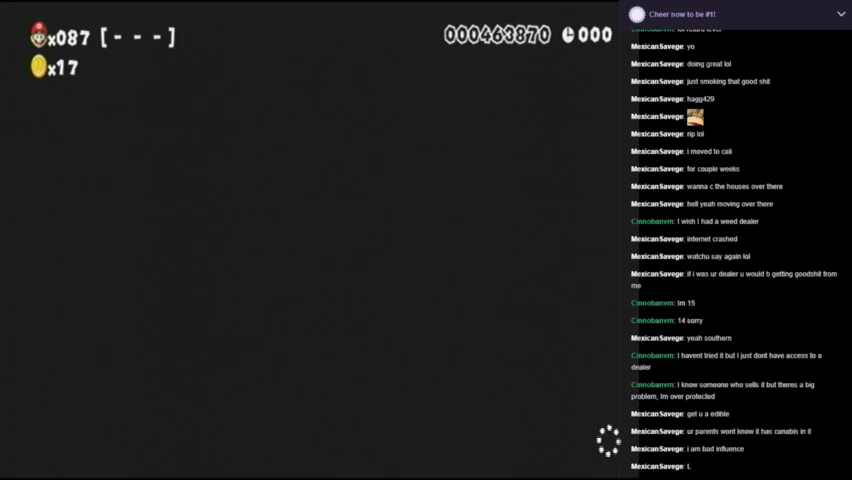 x087 [- - -]
000463870 000
x17
Cheer now to be #1!
MexicanSavege: yo
MexicanSavege: doing great lol
MexicanSavege: just smoking that good shit
MexicanSavege: hagg429
MexicanSavege:
MexicanSavege: rip lol
MexicanSavege: i moved to cali
MexicanSavege: for couple weeks
MexicanSavege: wanna c the houses over there
MexicanSavege: hell yeah moving over there
Cinnobanvm: I wish I had a weed dealer
MexicanSavege: internet crashed
MexicanSavege: watchu say again lol
MexicanSavege: if i was ur dealer u would b getting goodshit from
me
Cinnobanvm: Im 15
Cinnobanvm: 14 sorry
MexicanSavege: yeah southern
Cinnobanvm: I havent tried it but I just dont have access to a
dealer
Cinnobanvm: I know someone who sells it but theres a big
problem, Im over protected
MexicanSavege: get u a edible
MexicanSavege: ur parents wont know it has canabis in it
MexicanSavege: i am bad influence
MexicanSavege: L